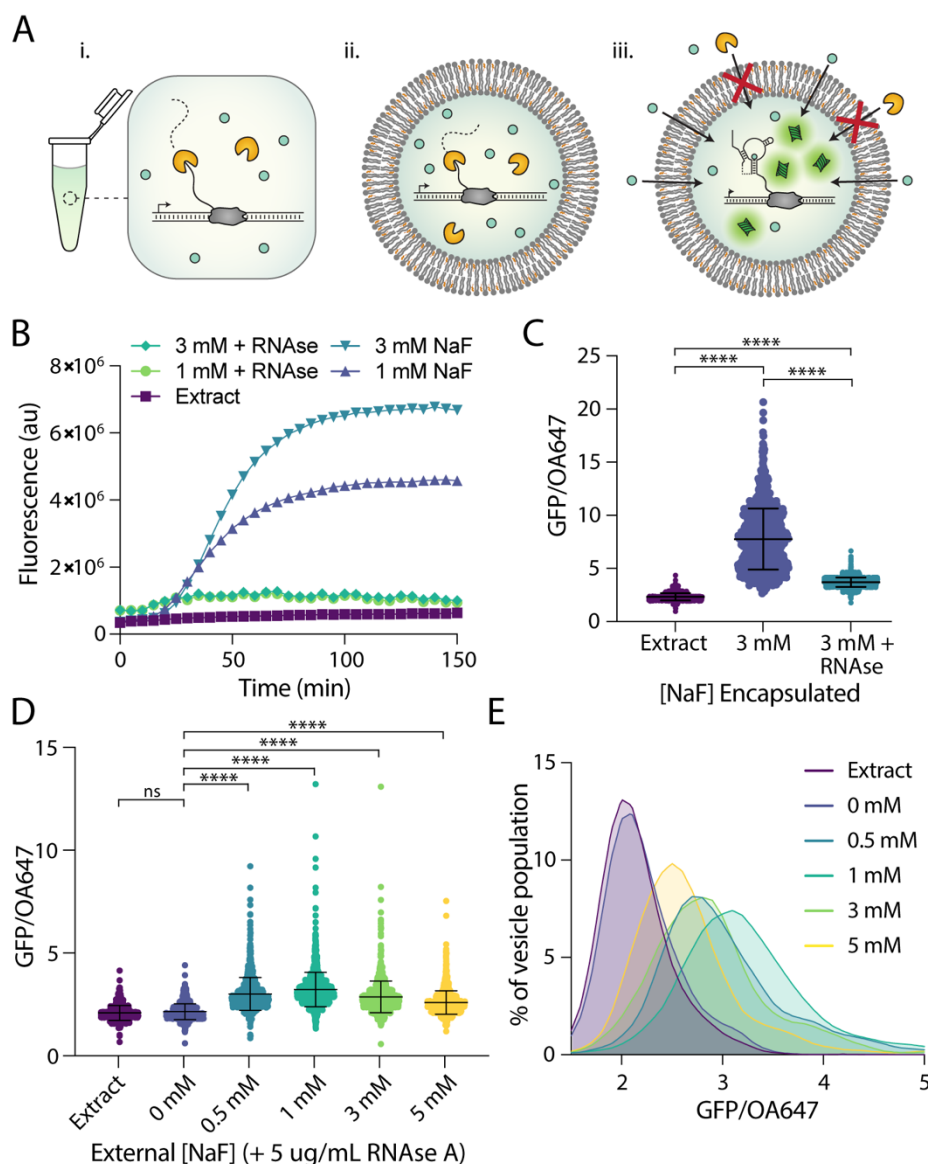 A
i.
ii.
iii.
B
3 mM + RNAse
3 mM NaF
1 mM + RNAse
1 mM NaF
Extract
8×10⁶
6×10⁶
4×10⁶
2×10⁶
0
Fluorescence (au)
0
50
100
150
Time (min)
C
****
****
****
25
20
15
10
5
0
GFP/OA647
Extract
3 mM
3 mM +
RNAse
[NaF] Encapsulated
D
****
****
****
****
ns
15
10
5
0
GFP/OA647
Extract
0 mM
0.5 mM
1 mM
3 mM
5 mM
External [NaF] (+ 5 ug/mL RNAse A)
E
Extract
0 mM
0.5 mM
1 mM
3 mM
5 mM
15
10
5
0
% of vesicle population
2
3
4
5
GFP/OA647